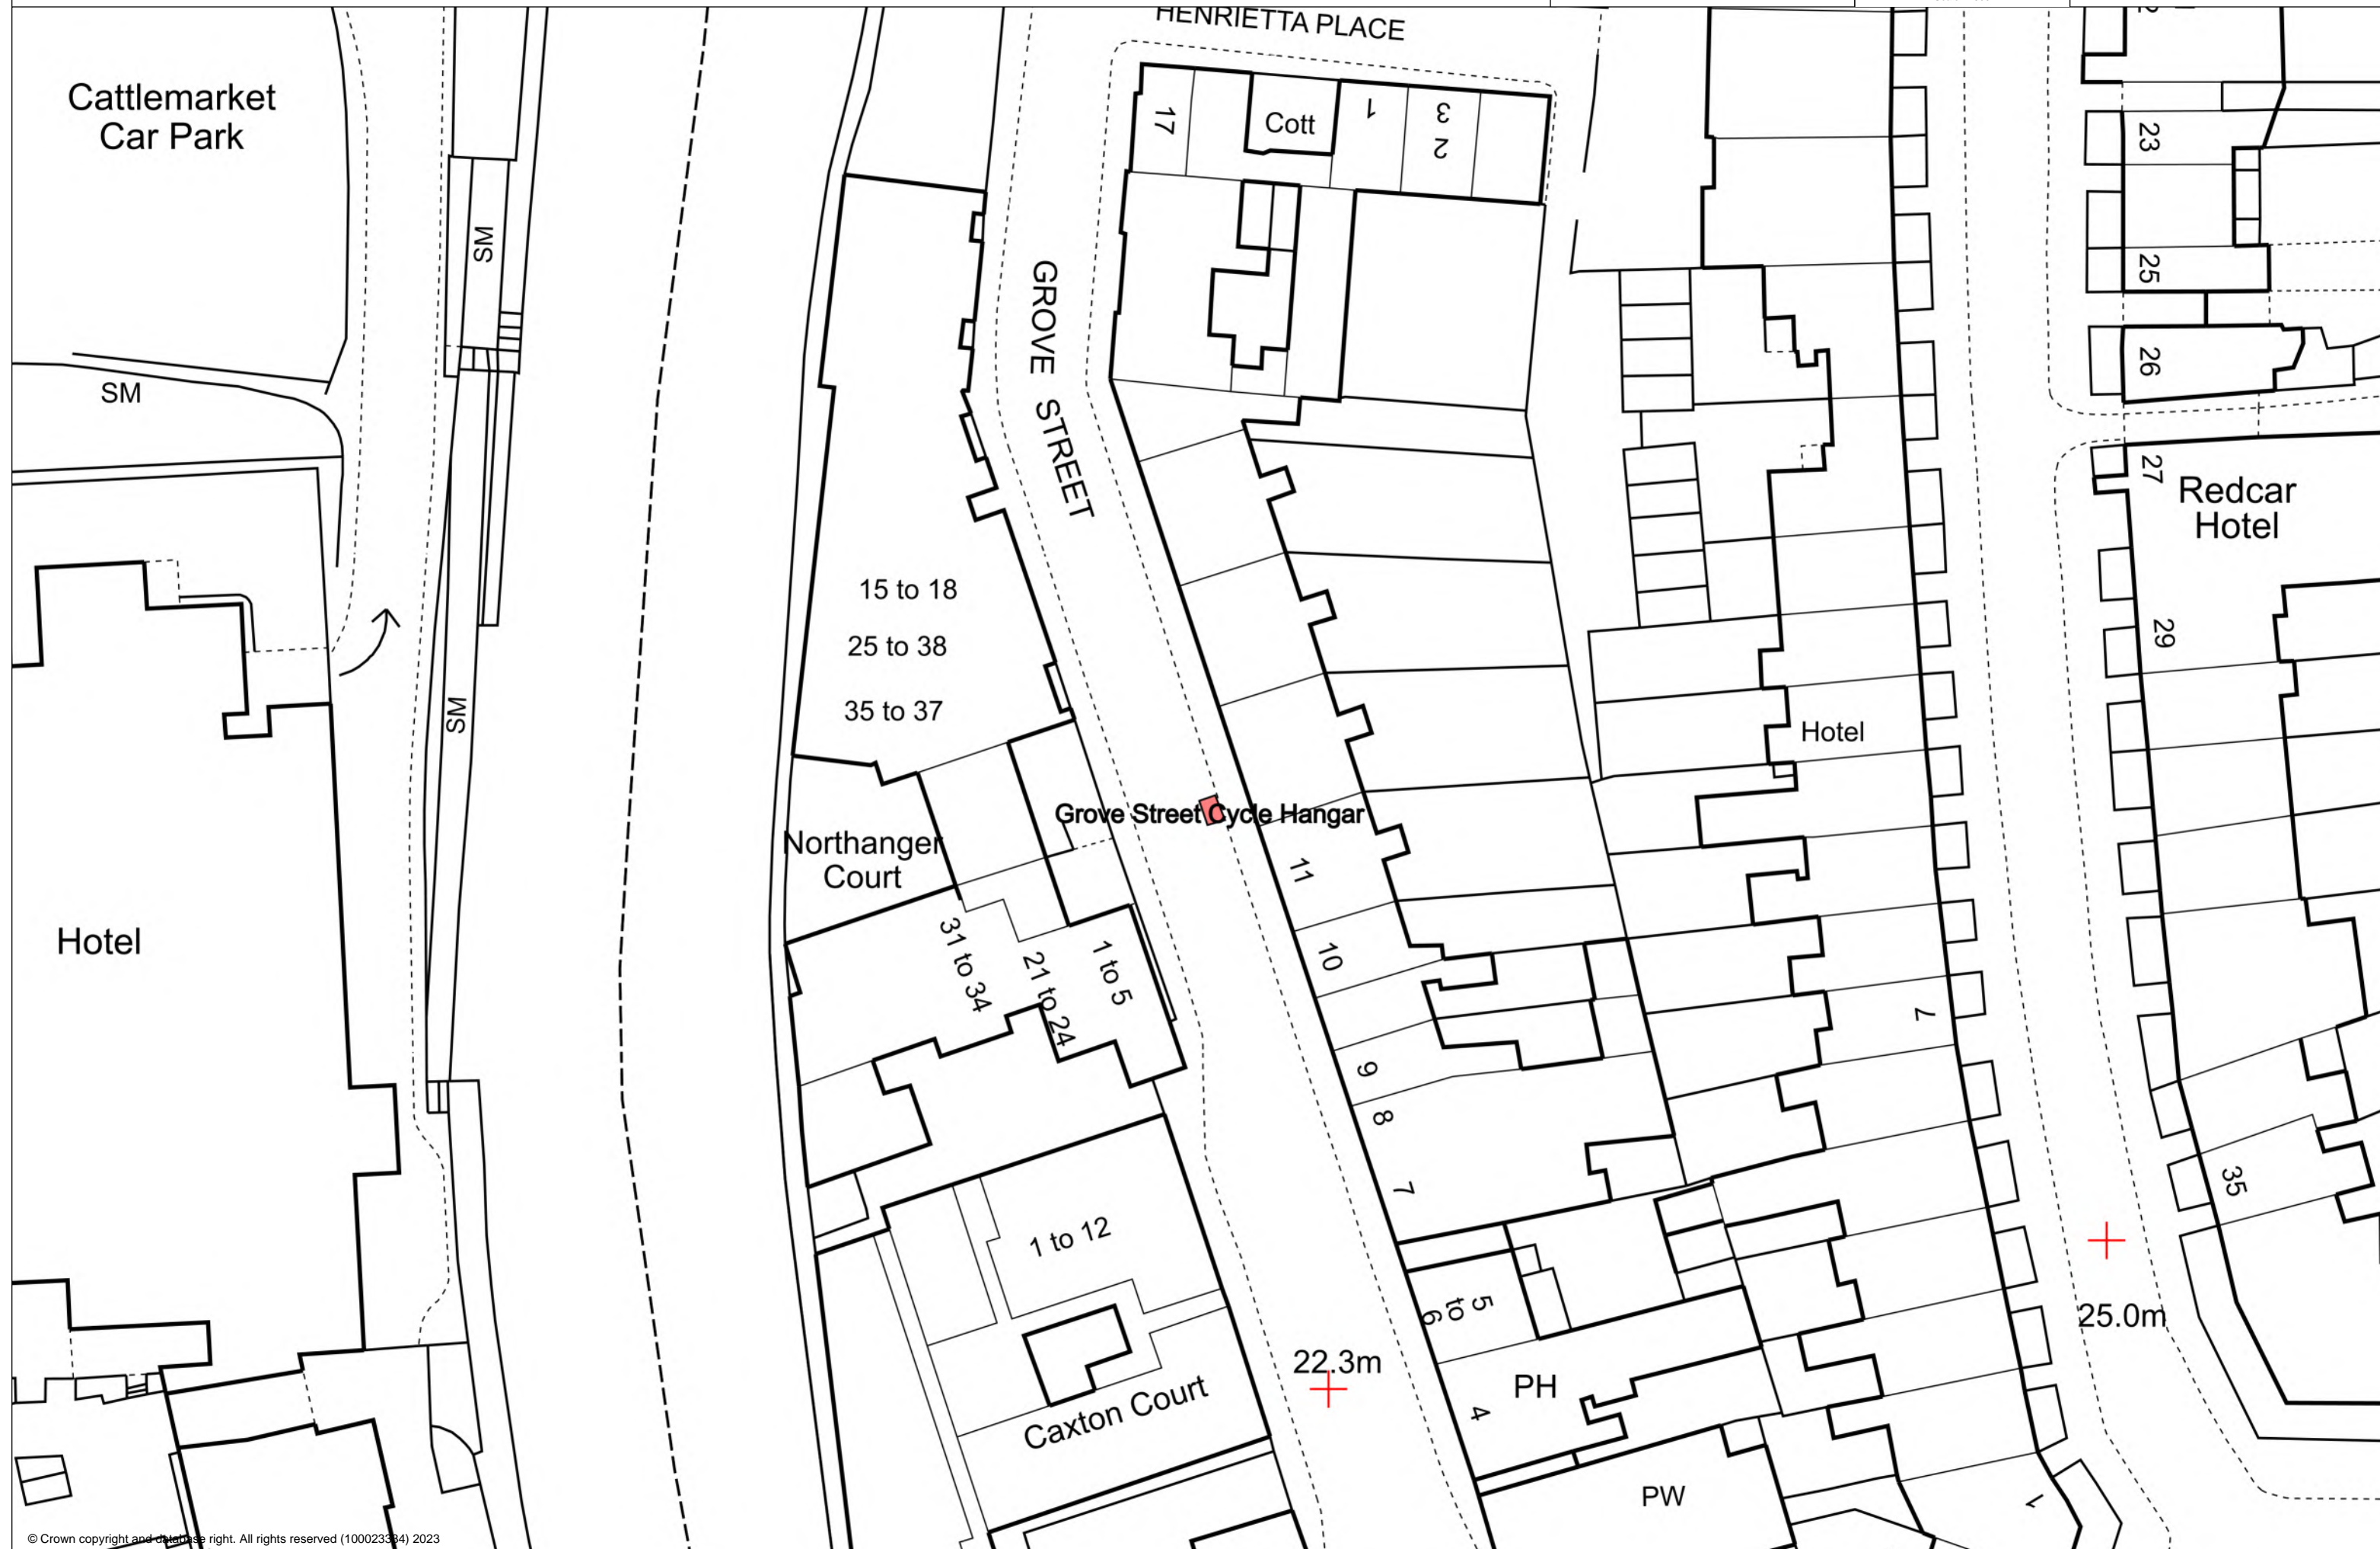 HENRIETTA PLACE
Cattlemarket
Car Park
17
Cott
1
3
2
23
SM
25
GROVE STREET
26
SM
27
Redcar
Hotel
15 to 18
29
25 to 38
35 to 37
SM
Hotel
Grove Street Cycle Hangar
Northanger
Court
11
Hotel
31 to 34
21 to 24
1 to 5
10
7
9
8
7
35
1 to 12
5
to
6
25.0m
22.3m
PH
4
Caxton Court
PW
1
© Crown copyright and database right. All rights reserved (100023334) 2023